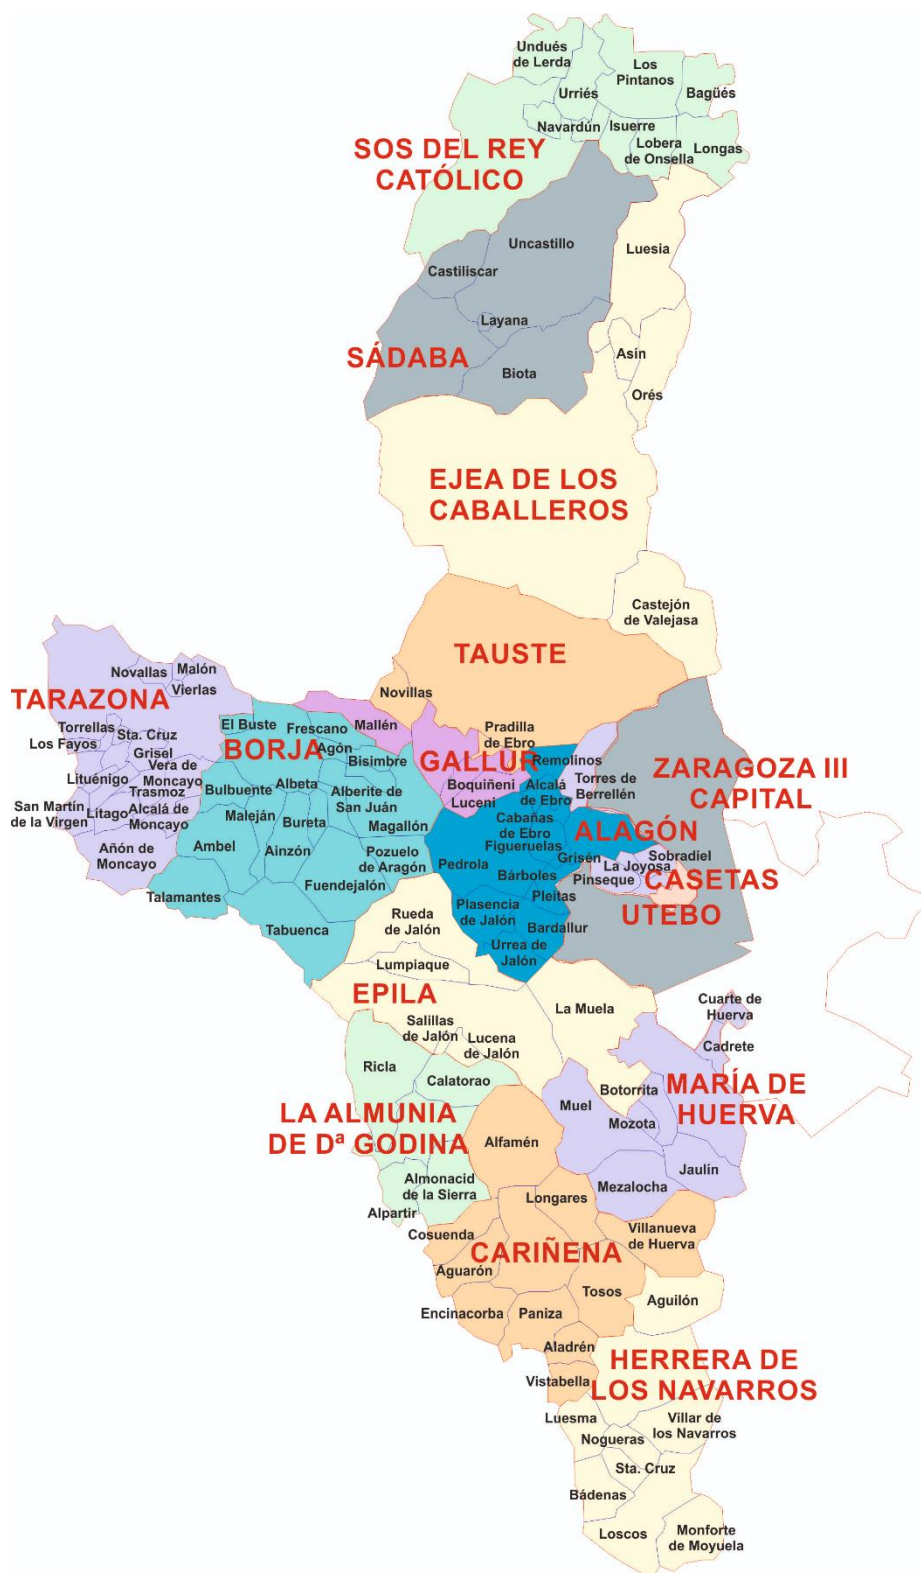 Undués
de Lerda
Los
Pintanos
Urriés
Bagüés
Navardún
Isuerre
Lobera
de Onsella
Longas
SOS DEL REY
CATÓLICO
Uncastillo
Luesia
Castiliscar
Layana
SÁDABA
Biota
Asín
Orés
EJEA DE LOS
CABALLEROS
Castejón
de Valejasa
TAUSTE
Novallas
Malón
Vierlas
TARAZONA
Novillas
Torrellas
Sta. Cruz
Los Fayos
Grisel
El Buste
Frescano
Mallén
BORJA
Agón
Bisimbre
Pradilla
de Ebro
GALLUR
Remolinos
Boquiñeni
Luceni
Alcalá
de Ebro
Torres de
Berrellén
ZARAGOZA III
CAPITAL
Vera de
Moncayo
Lituénigo
Trasmoz
San Martín
de la Virgen
Litago
Alcalá de
Moncayo
Añón de
Moncayo
Bulbuente
Albeta
Alberite de
San Juán
Maleján
Bureta
Magallón
Ambel
Ainzón
Pozuelo
de Aragón
Fuendejalón
Talamantes
Tabuenca
Cabañas
de Ebro
Figueruelas
ALAGÓN
Pedrola
Grisén
Sobradiel
La Joyosa
Bárboles
Pinseque
CASETAS
Pleitas
UTEBO
Plasencia
de Jalón
Bardallur
Urrea de
Jalón
Rueda
de Jalón
Lumpiaque
EPILA
La Muela
Salillas
de Jalón
Lucena
de Jalón
Cuarte de
Huerva
Cadrete
Ricla
Calatorao
Botorrita
MARÍA DE
HUERVA
Muel
Mozota
LA ALMUNIA
DE Dª GODINA
Alfamén
Jaulín
Almonacid
de la Sierra
Mezalocha
Alpartir
Longares
Cosuenda
Villanueva
de Huerva
CARIÑENA
Aguarón
Tosos
Aguilón
Encinacorba
Paniza
Aladrén
HERRERA DE
LOS NAVARROS
Vistabella
Luesma
Villar de
los Navarros
Nogueras
Sta. Cruz
Bádenas
Loscos
Monforte
de Moyuela